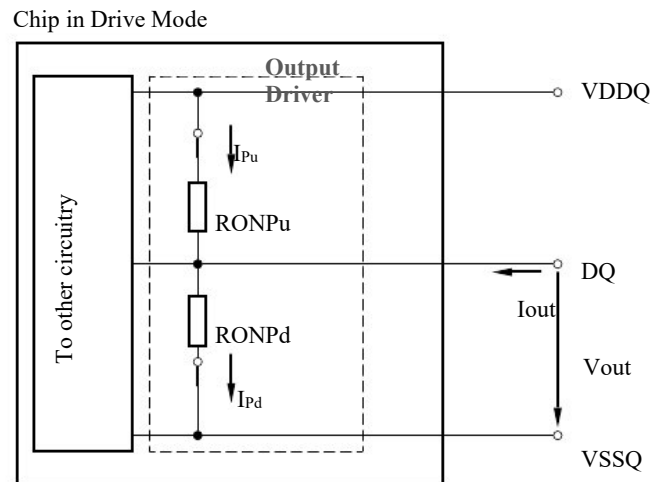 Chip in Drive Mode
Output
Driver
VDDQ
IPu
RONPu
To other circuitry
DQ
Iout
RONPd
Vout
IPd
VSSQ